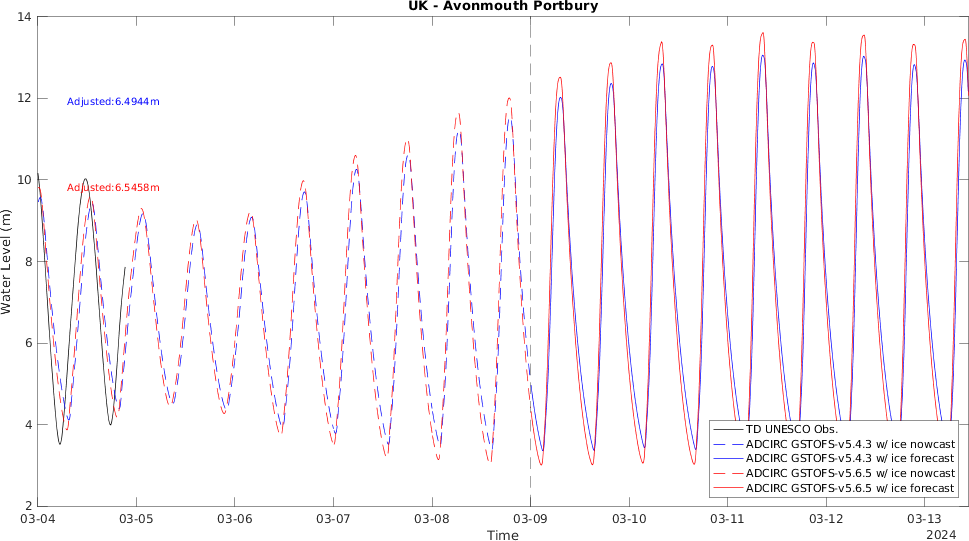 UK - Avonmouth Portbury
14
12
10
8
6
4
2
Water Level (m)
Adjusted:6.4944m
Adjusted:6.5458m
TD UNESCO Obs.
ADCIRC GSTOFS-v5.4.3 w/ ice nowcast
ADCIRC GSTOFS-v5.4.3 w/ ice forecast
ADCIRC GSTOFS-v5.6.5 w/ ice nowcast
ADCIRC GSTOFS-v5.6.5 w/ ice forecast
03-04 03-05 03-06 03-07 03-08 03-09 03-10 03-11 03-12 03-13
Time
2024